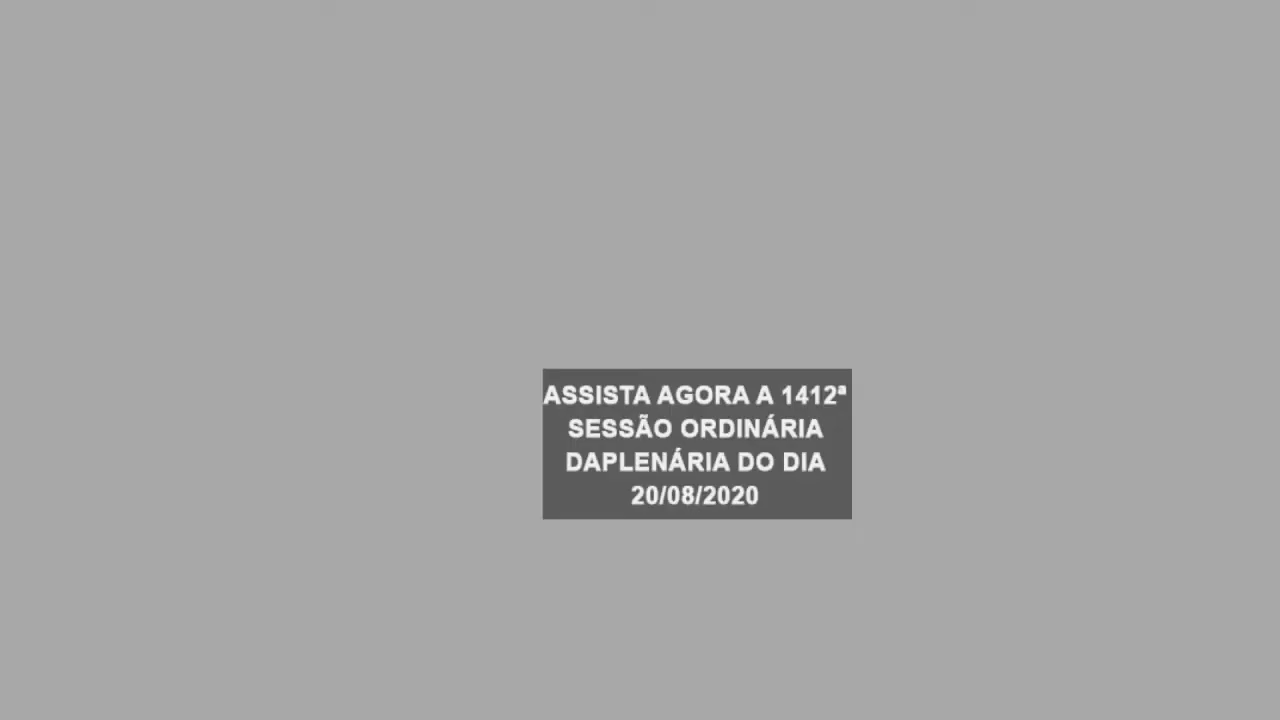 ASSISTA AGORA A 1412ª
SESSÃO ORDINÁRIA
DAPLENÁRIA DO DIA
20/08/2020